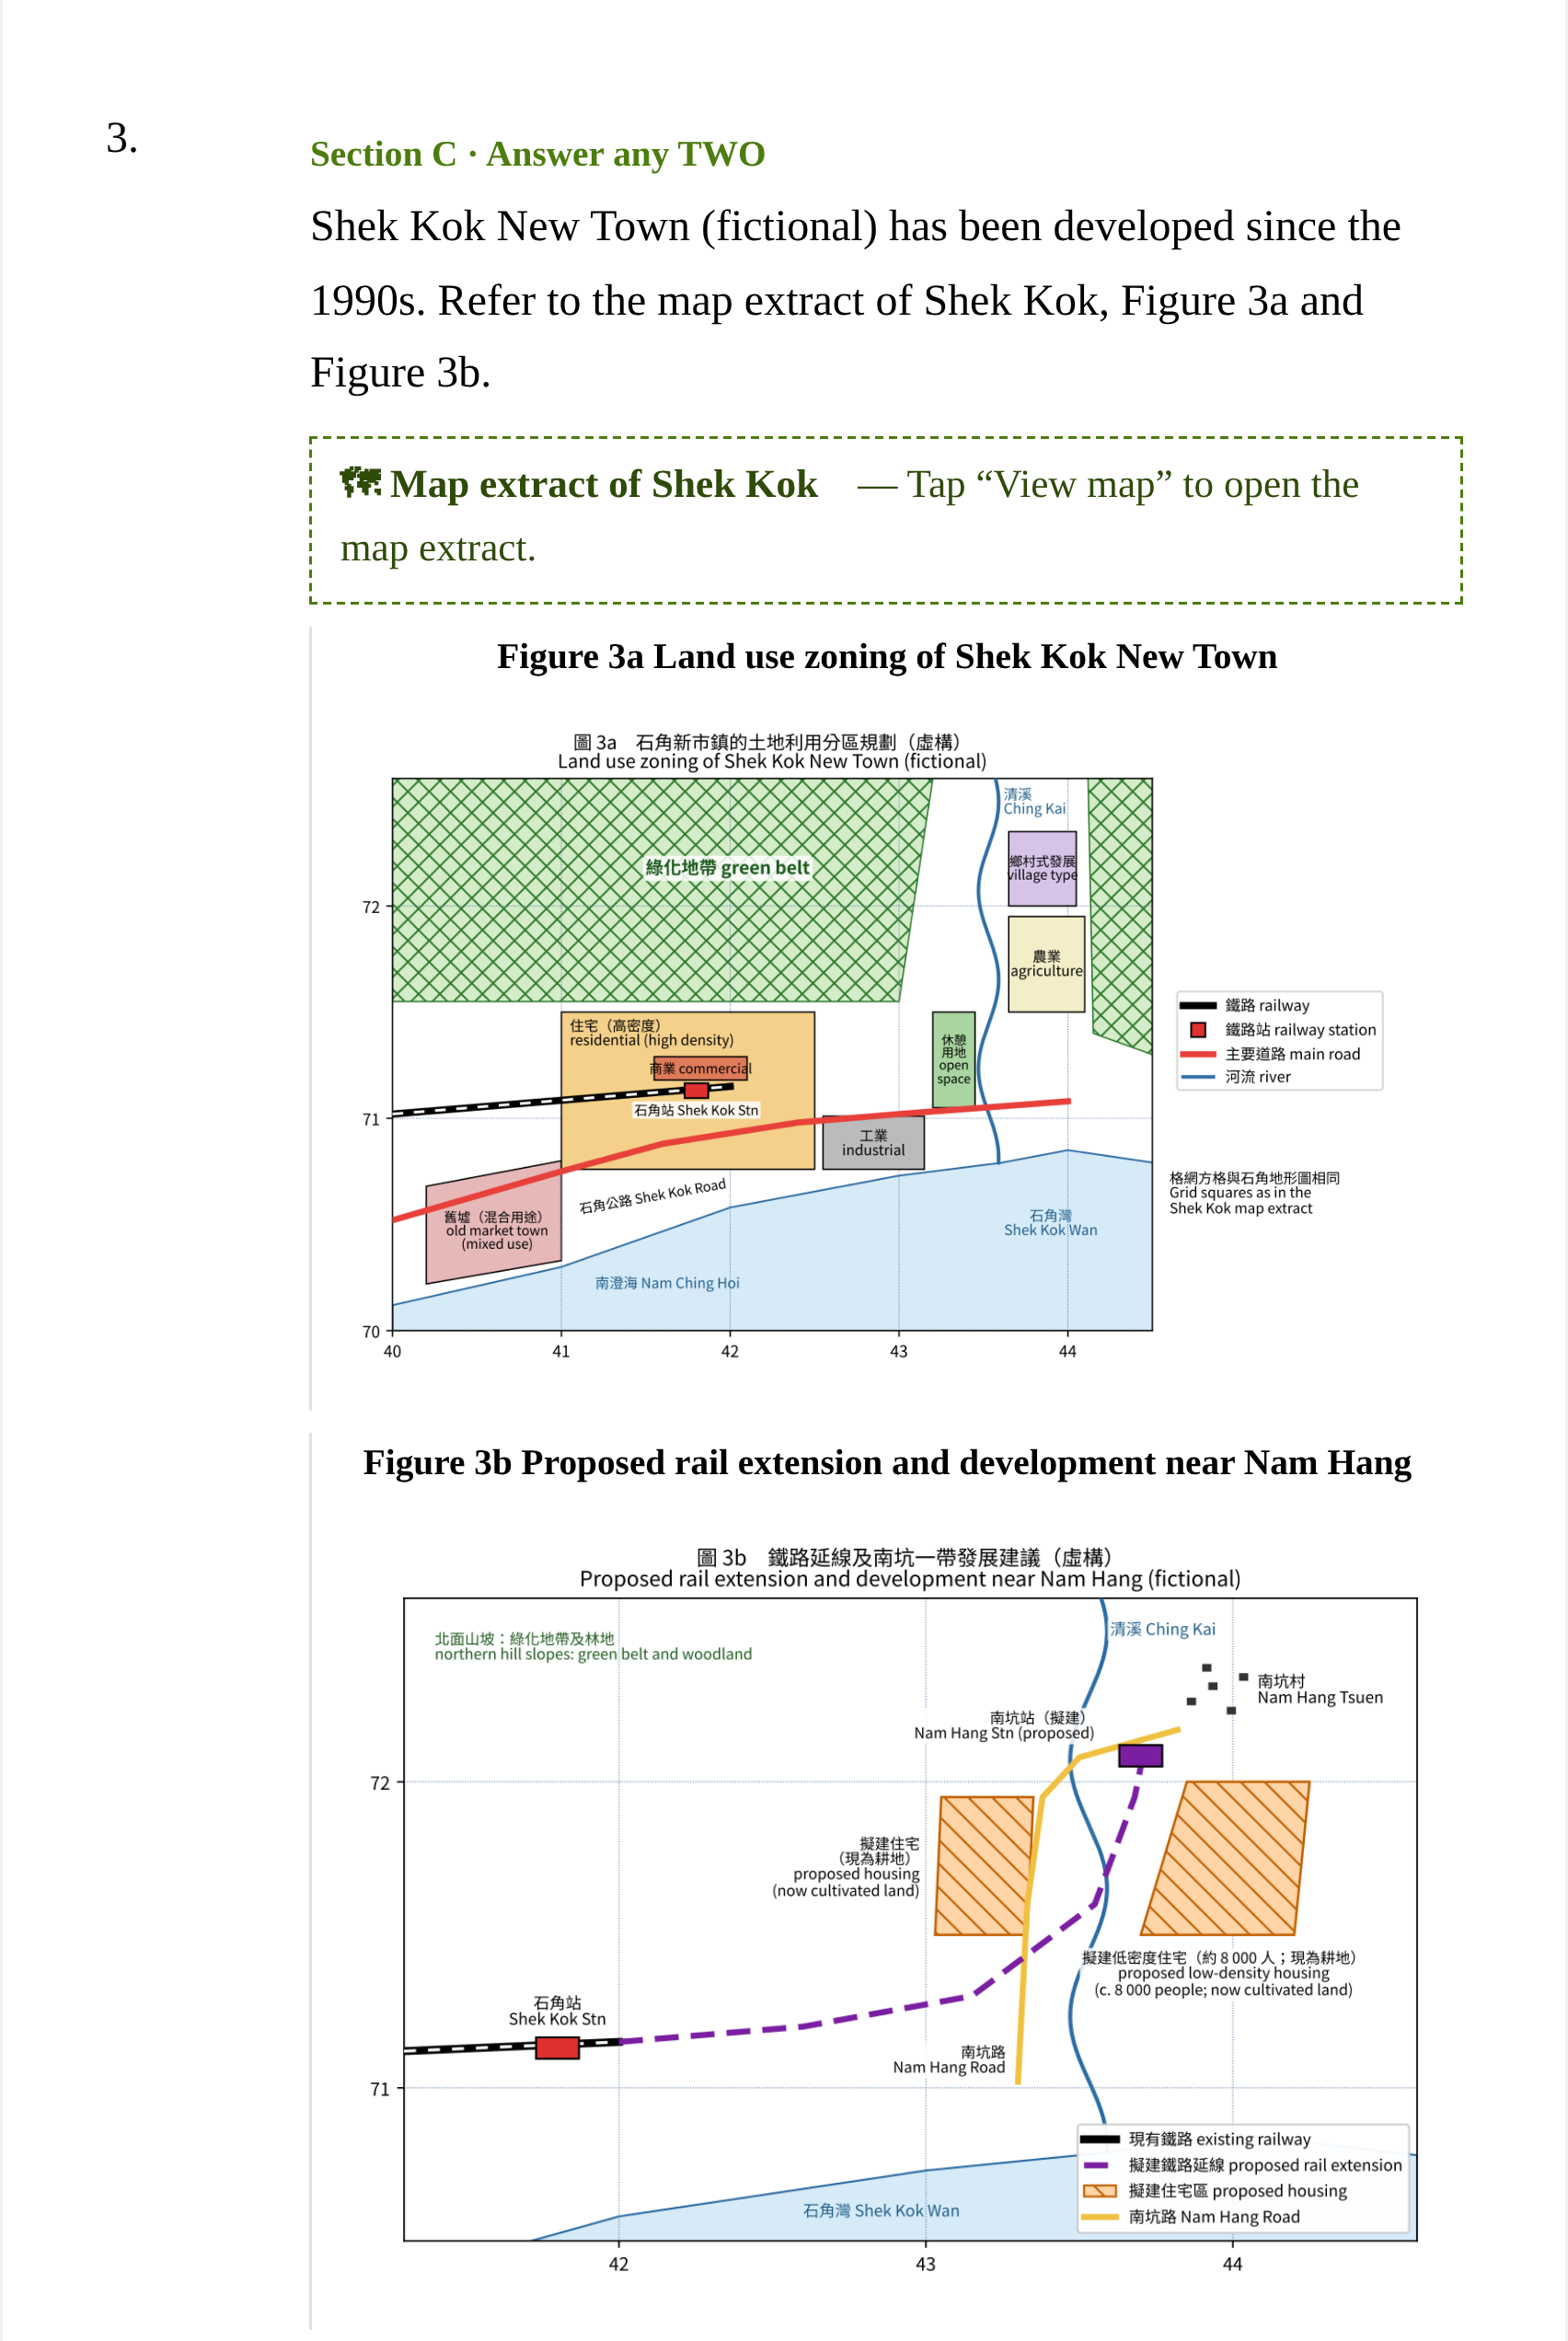 3.
Section C · Answer any TWO
Shek Kok New Town (fictional) has been developed since the
1990s. Refer to the map extract of Shek Kok, Figure 3a and
Figure 3b.
🗺 Map extract of Shek Kok — Tap “View map” to open the
map extract.
Figure 3a Land use zoning of Shek Kok New Town
圖 3a 石角新市鎮的土地利用分區規劃（虛構）
Land use zoning of Shek Kok New Town (fictional)
清溪
Ching Kai
綠化地帶 green belt
鄉村式發展
village type
72
農業
agriculture
住宅（高密度）
residential (high density)
休憩
用地
open
space
商業 commercial
石角站 Shek Kok Stn
71
工業
industrial
石角公路 Shek Kok Road
舊墟（混合用途）
old market town
(mixed use)
石角灣
Shek Kok Wan
南澄海 Nam Ching Hoi
70
40
41
42
43
44
鐵路 railway
鐵路站 railway station
主要道路 main road
河流 river
格網方格與石角地形圖相同
Grid squares as in the
Shek Kok map extract
Figure 3b Proposed rail extension and development near Nam Hang
圖 3b 鐵路延線及南坑一帶發展建議（虛構）
Proposed rail extension and development near Nam Hang (fictional)
清溪 Ching Kai
北面山坡：綠化地帶及林地
northern hill slopes: green belt and woodland
南坑村
Nam Hang Tsuen
南坑站（擬建）
Nam Hang Stn (proposed)
72
擬建住宅
（現為耕地）
proposed housing
(now cultivated land)
擬建低密度住宅（約 8 000 人；現為耕地）
proposed low-density housing
(c. 8 000 people; now cultivated land)
石角站
Shek Kok Stn
南坑路
Nam Hang Road
71
現有鐵路 existing railway
擬建鐵路延線 proposed rail extension
擬建住宅區 proposed housing
南坑路 Nam Hang Road
石角灣 Shek Kok Wan
42
43
44